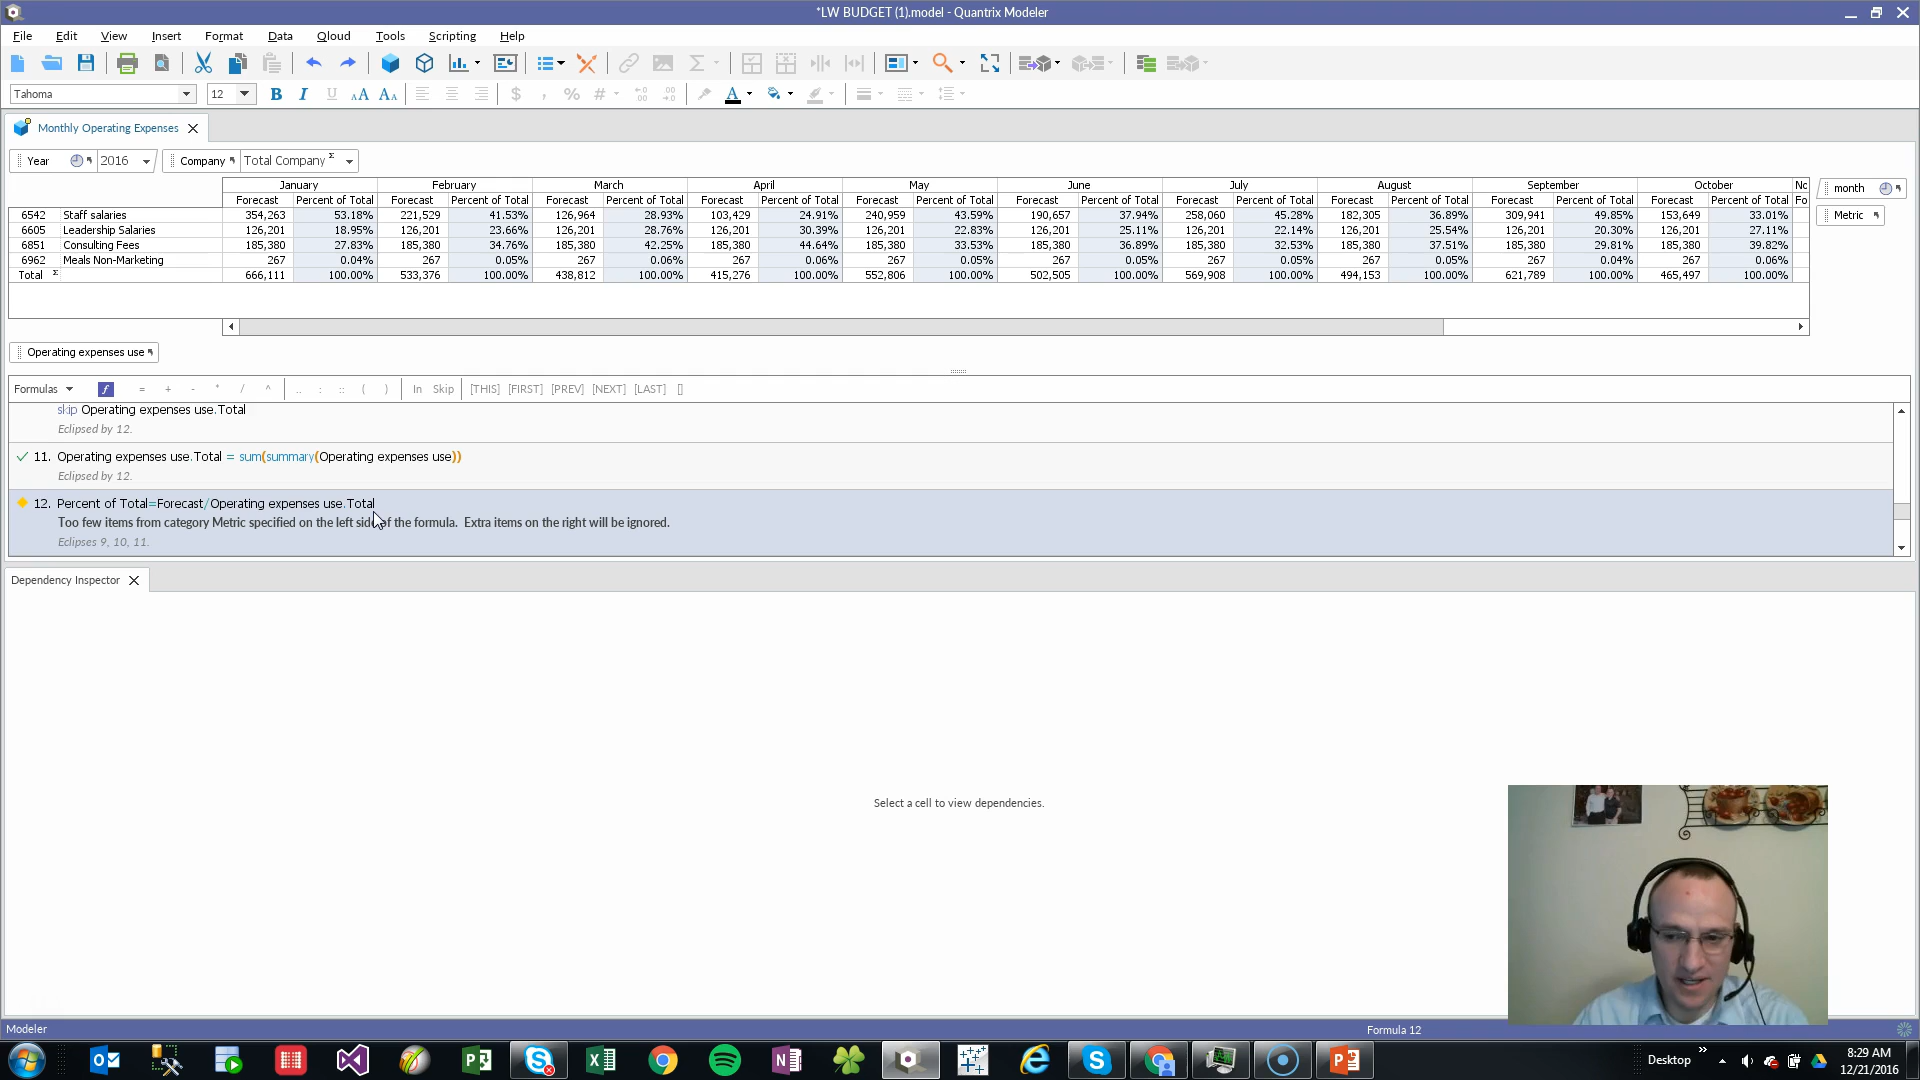 *LW BUDGET (1).model - Quantrix Modeler
File Edit View Insert Format Data Qloud Tools Scripting Help
Tahoma 12
Monthly Operating Expenses
Year 2016 Company Total Company Σ
January February March April May June July August September October Nc
Forecast Percent of Total Forecast Percent of Total Forecast Percent of Total Forecast Percent of Total Forecast Percent of Total Forecast Percent of Total Forecast Percent of Total Forecast Percent of Total Forecast Percent of Total Forecast Percent of Total Fo
month
Metric
6542 Staff salaries 354,263 53.18% 221,529 41.53% 126,964 28.93% 103,429 24.91% 240,959 43.59% 190,657 37.94% 258,060 45.28% 182,305 36.89% 309,941 49.85% 153,649 33.01%
6605 Leadership Salaries 126,201 18.95% 126,201 23.66% 126,201 28.76% 126,201 30.39% 126,201 22.83% 126,201 25.11% 126,201 22.14% 126,201 25.54% 126,201 20.30% 126,201 27.11%
6851 Consulting Fees 185,380 27.83% 185,380 34.76% 185,380 42.25% 185,380 44.64% 185,380 33.53% 185,380 36.89% 185,380 32.53% 185,380 37.51% 185,380 29.81% 185,380 39.82%
6962 Meals Non-Marketing 267 0.04% 267 0.05% 267 0.06% 267 0.06% 267 0.05% 267 0.05% 267 0.05% 267 0.05% 267 0.04% 267 0.06%
Total Σ 666,111 100.00% 533,376 100.00% 438,812 100.00% 415,276 100.00% 552,806 100.00% 502,505 100.00% 569,908 100.00% 494,153 100.00% 621,789 100.00% 465,497 100.00%
Operating expenses use
Formulas f = + - * / ^ .. : :: ( ) In Skip [THIS] [FIRST] [PREV] [NEXT] [LAST] []
skip Operating expenses use.Total
Eclipsed by 12.
11. Operating expenses use.Total = sum(summary(Operating expenses use))
Eclipsed by 12.
12. Percent of Total=Forecast/Operating expenses use.Total
Too few items from category Metric specified on the left side of the formula. Extra items on the right will be ignored.
Eclipses 9, 10, 11.
Dependency Inspector
Select a cell to view dependencies.
Modeler Formula 12
Desktop
8:29 AM
12/21/2016